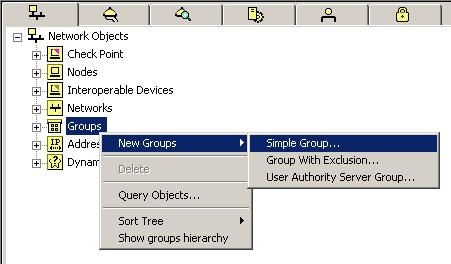 Network Objects
Check Point
Nodes
Interoperable Devices
Networks
Groups
New Groups
Simple Group...
IP
Addres
Group With Exclusion...
Delete
Dynam
User Authority Server Group...
Query Objects...
Sort Tree
Show groups hierarchy